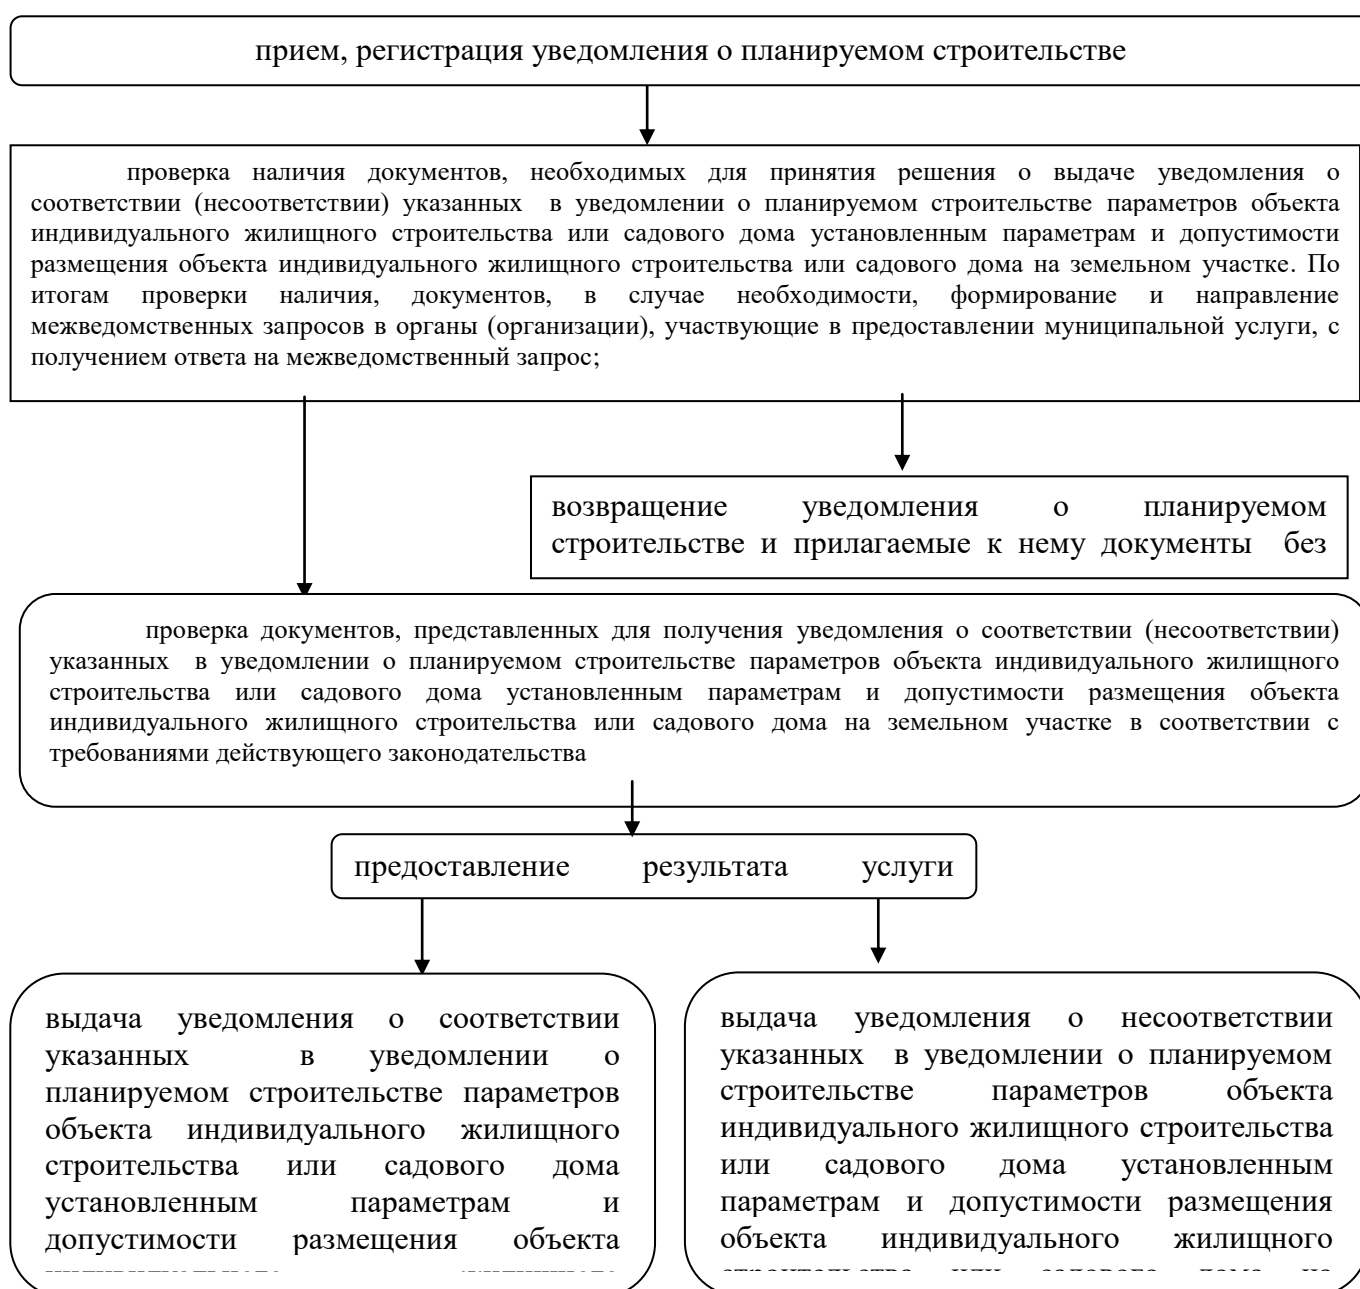 прием, регистрация уведомления о планируемом строительстве
проверка наличия документов, необходимых для принятия решения о выдаче уведомления о
соответствии (несоответствии) указанных в уведомлении о планируемом строительстве параметров объекта
индивидуального жилищного строительства или садового дома установленным параметрам и допустимости
размещения объекта индивидуального жилищного строительства или садового дома на земельном участке. По
итогам проверки наличия, документов, в случае необходимости, формирование и направление
межведомственных запросов в органы (организации), участвующие в предоставлении муниципальной услуги, с
получением ответа на межведомственный запрос;
возвращение уведомления о планируемом
строительстве и прилагаемые к нему документы без
проверка документов, представленных для получения уведомления о соответствии (несоответствии)
указанных в уведомлении о планируемом строительстве параметров объекта индивидуального жилищного
строительства или садового дома установленным параметрам и допустимости размещения объекта
индивидуального жилищного строительства или садового дома на земельном участке в соответствии с
требованиями действующего законодательства
предоставление результата услуги
выдача уведомления о соответствии
указанных в уведомлении о
планируемом строительстве параметров
объекта индивидуального жилищного
строительства или садового дома
установленным параметрам и
допустимости размещения объекта
выдача уведомления о несоответствии
указанных в уведомлении о планируемом
строительстве параметров объекта
индивидуального жилищного строительства
или садового дома установленным
параметрам и допустимости размещения
объекта индивидуального жилищного
строительства или садового дома на